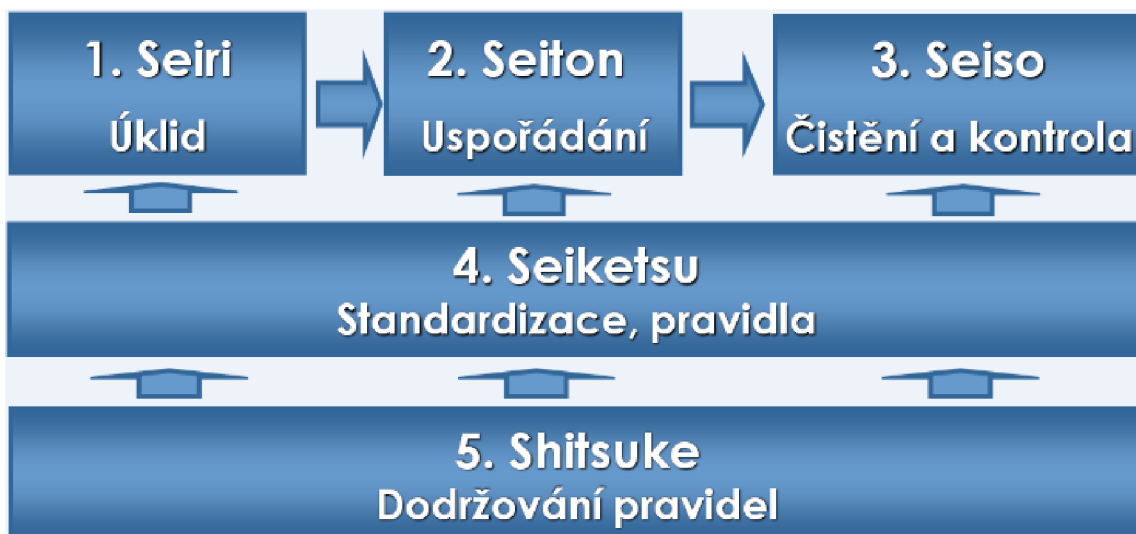 1. Seiri
Úklid
2. Seiton
Uspořádání
3. Seiso
Čistění a kontrola
4. Seiketsu
Standardizace, pravidla
5. Shitsuke
Dodržování pravidel